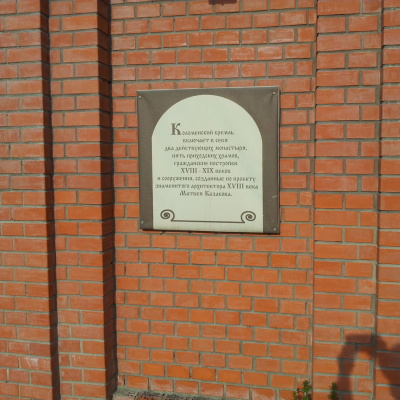 Коломенский кремль
включает в себя
два действующих монастыря,
пять приходских храмов,
гражданские постройки
XVIII - XIX веков
и сооружения, созданные по проекту
знаменитого архитектора XVIII века
Матвея Казакова.